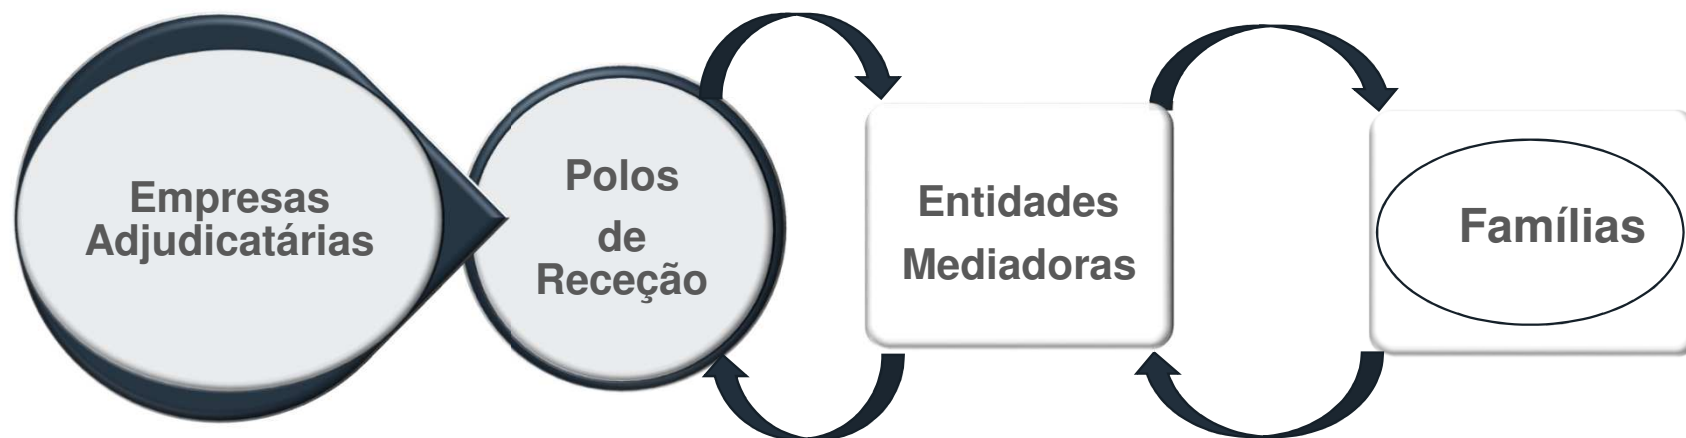 Empresas
Adjudicatárias
Polos
de
Receção
Entidades
Mediadoras
Famílias